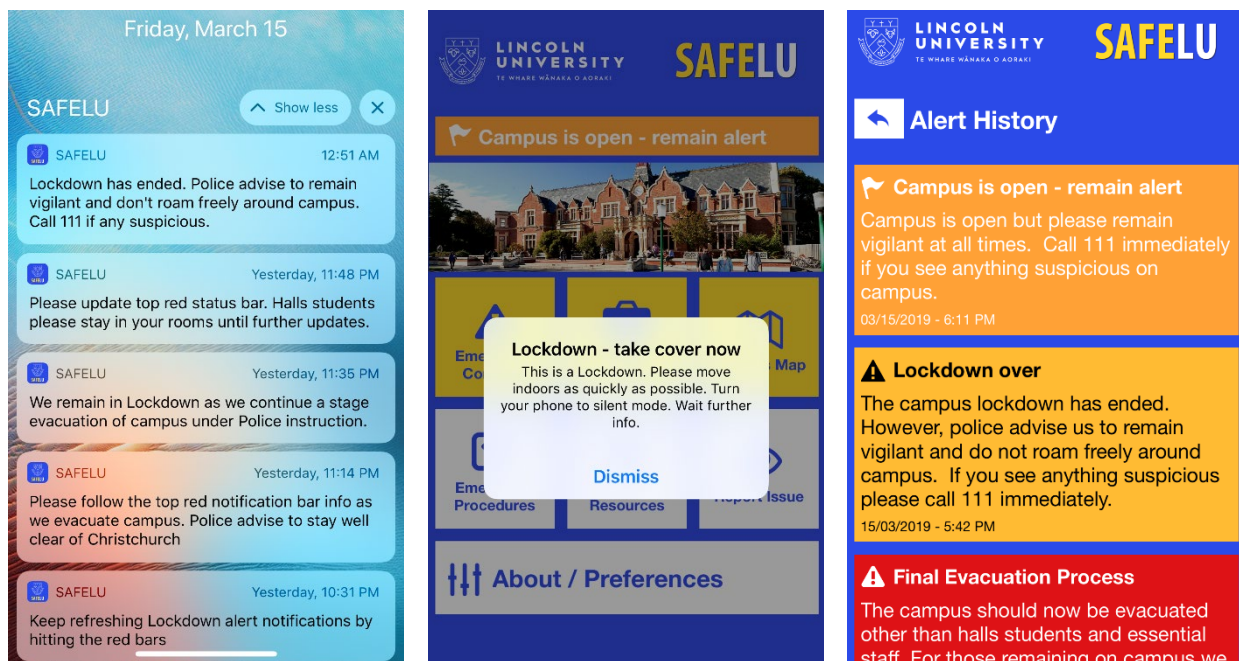 Friday, March 15
SAFELU
Show less
SAFELU
12:51 AM
Lockdown has ended. Police advise to remain
vigilant and don't roam freely around campus.
Call 111 if any suspicious.
SAFELU
Yesterday, 11:48 PM
Please update top red status bar. Halls students
please stay in your rooms until further updates.
SAFELU
Yesterday, 11:35 PM
We remain in Lockdown as we continue a stage
evacuation of campus under Police instruction.
SAFELU
Yesterday, 11:14 PM
Please follow the top red notification bar info as
we evacuate campus. Police advise to stay well
clear of Christchurch
SAFELU
Yesterday, 10:31 PM
Keep refreshing Lockdown alert notifications by
hitting the red bars
LINCOLN
UNIVERSITY
TE WHARE WĀNAKA O AORAKI
SAFELU
Campus is open - remain alert
Eme
Co
Map
Lockdown - take cover now
This is a Lockdown. Please move
indoors as quickly as possible. Turn
your phone to silent mode. Wait further
info.
Dismiss
Eme
Procedures
Resources
Report Issue
About / Preferences
LINCOLN
UNIVERSITY
TE WHARE WĀNAKA O AORAKI
SAFELU
Alert History
Campus is open - remain alert
Campus is open but please remain
vigilant at all times.  Call 111 immediately
if you see anything suspicious on
campus.
03/15/2019 - 6:11 PM
Lockdown over
The campus lockdown has ended.
However, police advise us to remain
vigilant and do not roam freely around
campus.  If you see anything suspicious
please call 111 immediately.
15/03/2019 - 5:42 PM
Final Evacuation Process
The campus should now be evacuated
other than halls students and essential
staff. For those remaining on campus we